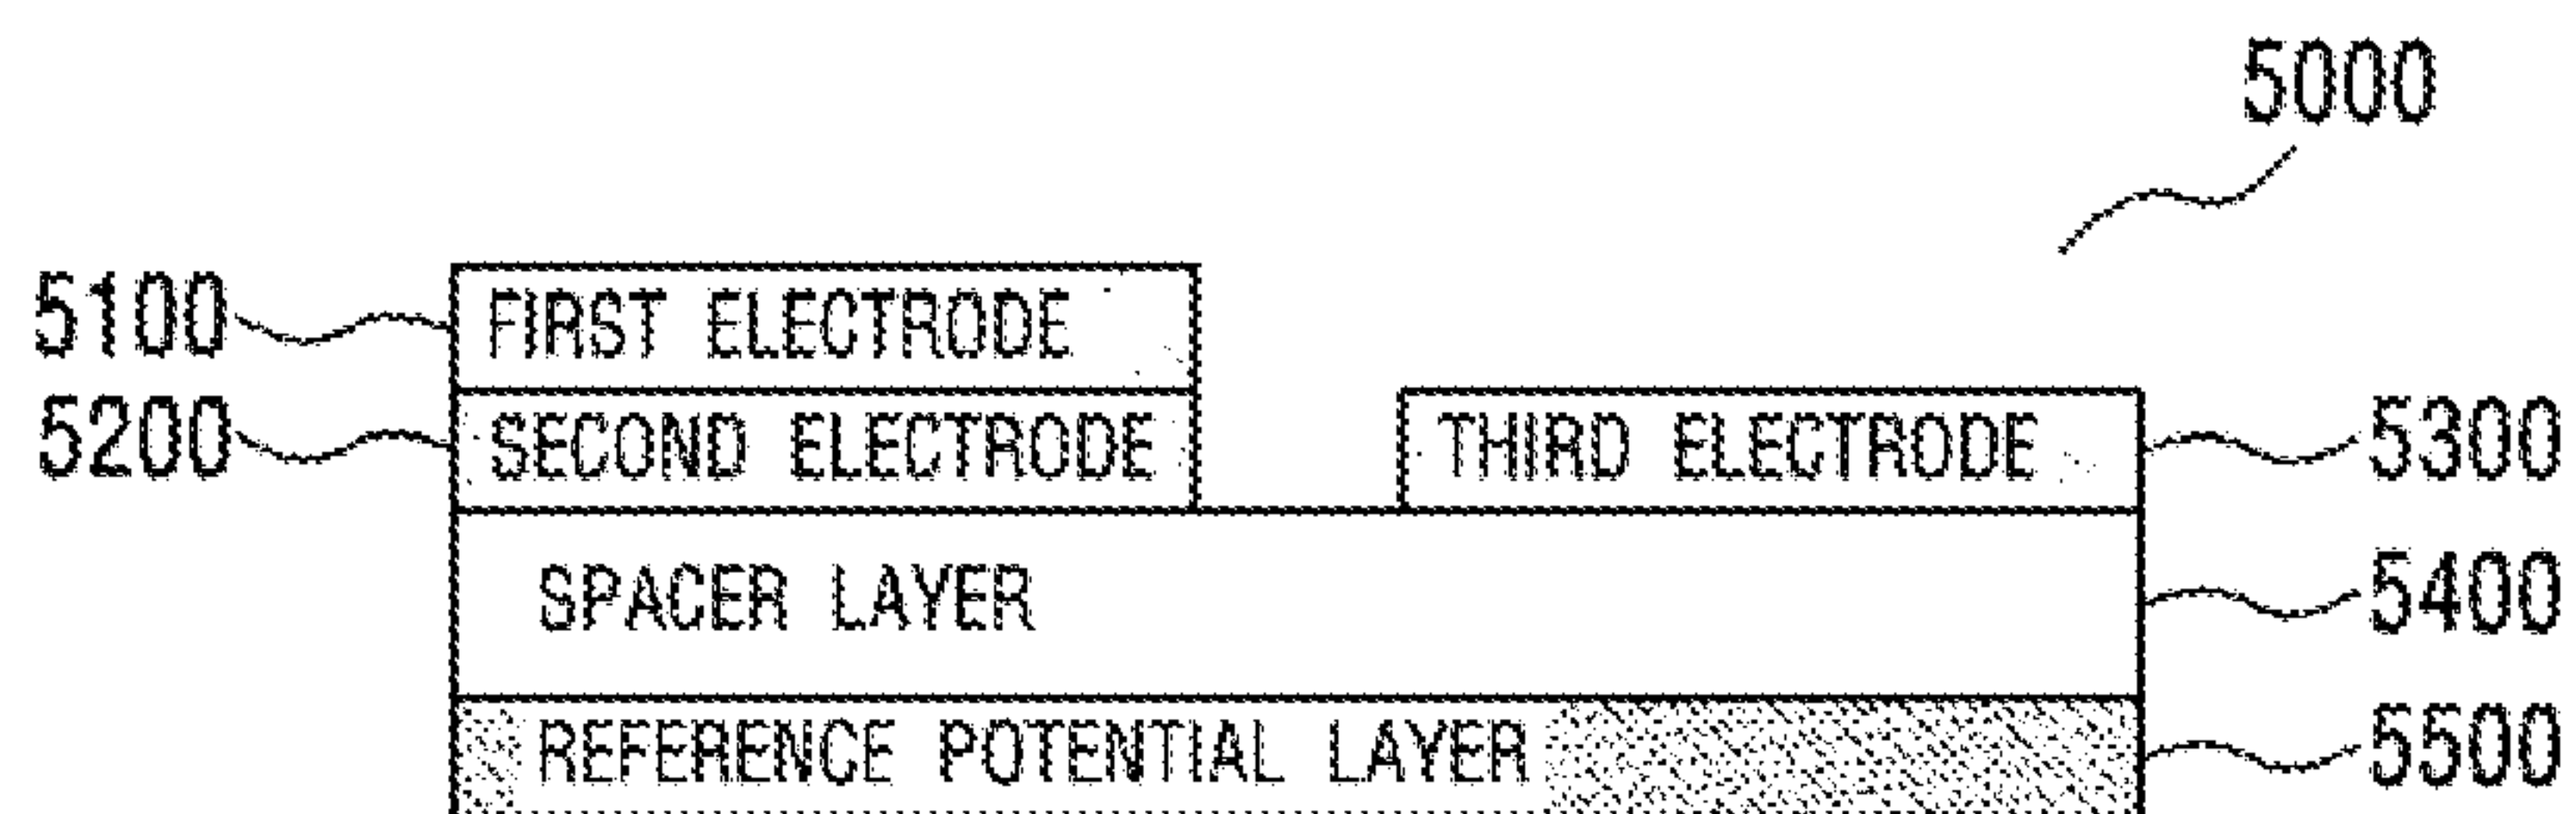 5000
5100 FIRST ELECTRODE
5200 SECOND ELECTRODE THIRD ELECTRODE 5300
SPACER LAYER 5400
REFERENCE POTENTIAL LAYER 5500